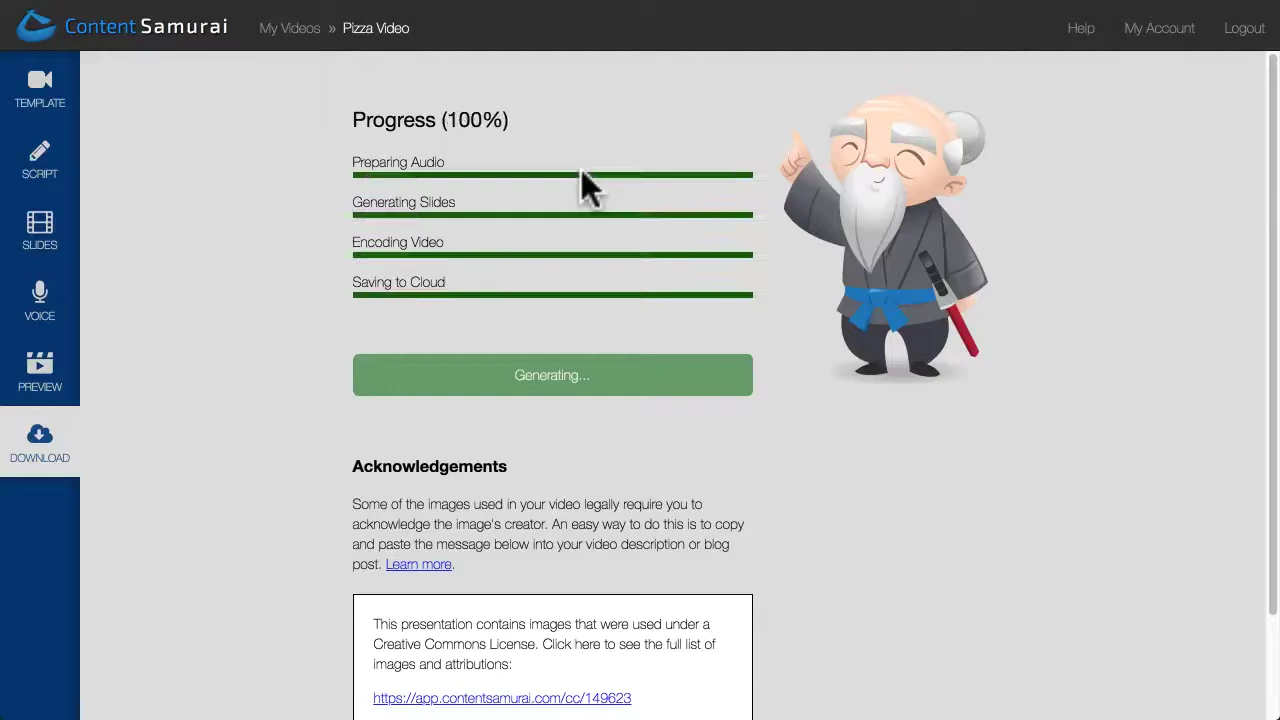 Content Samurai
My Videos » Pizza Video
Help
My Account
Logout
TEMPLATE
SCRIPT
SLIDES
VOICE
PREVIEW
DOWNLOAD
Progress (100%)
Preparing Audio
Generating Slides
Encoding Video
Saving to Cloud
Generating...
Acknowledgements
Some of the images used in your video legally require you to
acknowledge the image's creator. An easy way to do this is to copy
and paste the message below into your video description or blog
post. Learn more.
This presentation contains images that were used under a
Creative Commons License. Click here to see the full list of
images and attributions:
https://app.contentsamurai.com/cc/149623